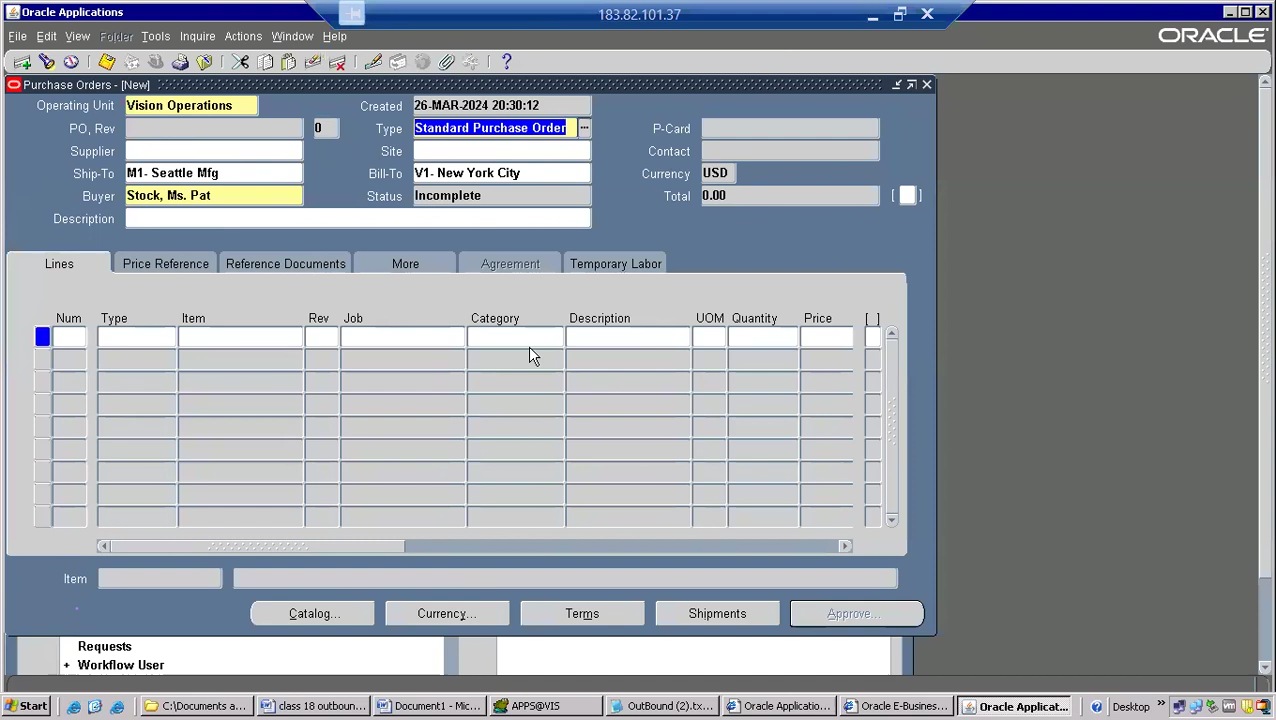 Oracle Applications
183.82.101.37
File Edit View Folder Tools Inquire Actions Window Help
ORACLE
Purchase Orders - [New]
Operating Unit Vision Operations Created 26-MAR-2024 20:30:12
PO, Rev 0 Type Standard Purchase Order P-Card
Supplier Site Contact
Ship-To M1- Seattle Mfg Bill-To V1- New York City Currency USD
Buyer Stock, Ms. Pat Status Incomplete Total 0.00 [ ]
Description
Lines Price Reference Reference Documents More Agreement Temporary Labor
Num Type Item Rev Job Category Description UOM Quantity Price [ ]
Item
Catalog... Currency... Terms Shipments Approve...
Requests
+ Workflow User
Start C:\Documents a... class 18 outboun... Document1 - Mic... APPS@T... OutBound (2).tx... Oracle Applicatio... Oracle E-Busines... Oracle Applicat... Desktop »